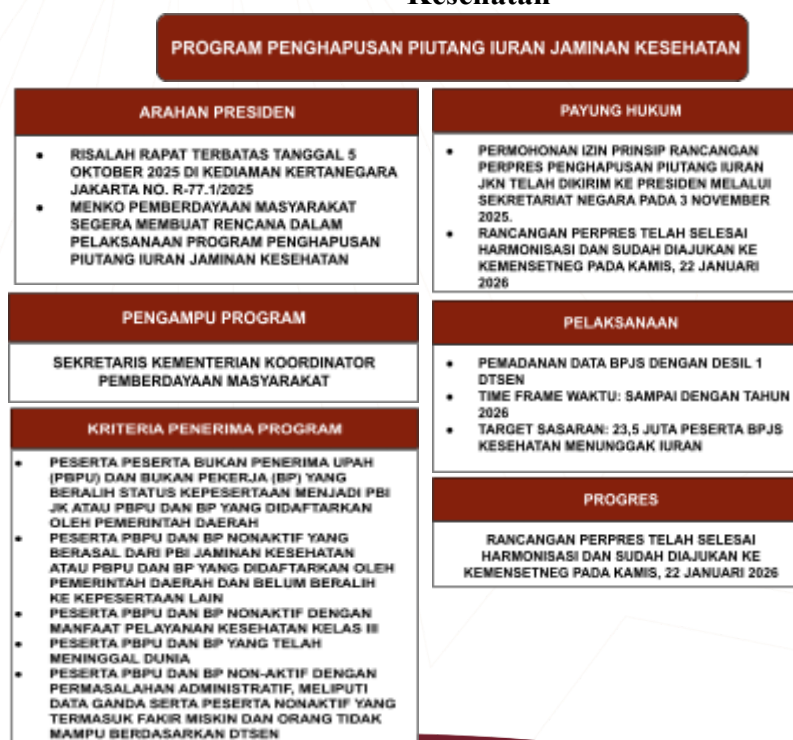 Kesehatan
PROGRAM PENGHAPUSAN PIUTANG IURAN JAMINAN KESEHATAN
ARAHAN PRESIDEN
• RISALAH RAPAT TERBATAS TANGGAL 5
OKTOBER 2025 DI KEDIAMAN KERTANEGARA
JAKARTA NO. R-77.1/2025
• MENKO PEMBERDAYAAN MASYARAKAT
SEGERA MEMBUAT RENCANA DALAM
PELAKSANAAN PROGRAM PENGHAPUSAN
PIUTANG IURAN JAMINAN KESEHATAN
PENGAMPU PROGRAM
SEKRETARIS KEMENTERIAN KOORDINATOR
PEMBERDAYAAN MASYARAKAT
KRITERIA PENERIMA PROGRAM
• PESERTA PESERTA BUKAN PENERIMA UPAH
(PBPU) DAN BUKAN PEKERJA (BP) YANG
BERALIH STATUS KEPESERTAAN MENJADI PBI
JK ATAU PBPU DAN BP YANG DIDAFTARKAN
OLEH PEMERINTAH DAERAH
• PESERTA PBPU DAN BP NONAKTIF YANG
BERASAL DARI PBI JAMINAN KESEHATAN
ATAU PBPU DAN BP YANG DIDAFTARKAN OLEH
PEMERINTAH DAERAH DAN BELUM BERALIH
KE KEPESERTAAN LAIN
• PESERTA PBPU DAN BP NONAKTIF DENGAN
MANFAAT PELAYANAN KESEHATAN KELAS III
• PESERTA PBPU DAN BP YANG TELAH
MENINGGAL DUNIA
• PESERTA PBPU DAN BP NON-AKTIF DENGAN
PERMASALAHAN ADMINISTRATIF, MELIPUTI
DATA GANDA SERTA PESERTA NONAKTIF YANG
TERMASUK FAKIR MISKIN DAN ORANG TIDAK
MAMPU BERDASARKAN DTSEN
PAYUNG HUKUM
• PERMOHONAN IZIN PRINSIP RANCANGAN
PERPRES PENGHAPUSAN PIUTANG IURAN
JKN TELAH DIKIRIM KE PRESIDEN MELALUI
SEKRETARIAT NEGARA PADA 3 NOVEMBER
2025.
• RANCANGAN PERPRES TELAH SELESAI
HARMONISASI DAN SUDAH DIAJUKAN KE
KEMENSETNEG PADA KAMIS, 22 JANUARI
2026
PELAKSANAAN
• PEMADANAN DATA BPJS DENGAN DESIL 1
DTSEN
• TIME FRAME WAKTU: SAMPAI DENGAN TAHUN
2026
• TARGET SASARAN: 23,5 JUTA PESERTA BPJS
KESEHATAN MENUNGGAK IURAN
PROGRES
RANCANGAN PERPRES TELAH SELESAI
HARMONISASI DAN SUDAH DIAJUKAN KE
KEMENSETNEG PADA KAMIS, 22 JANUARI 2026